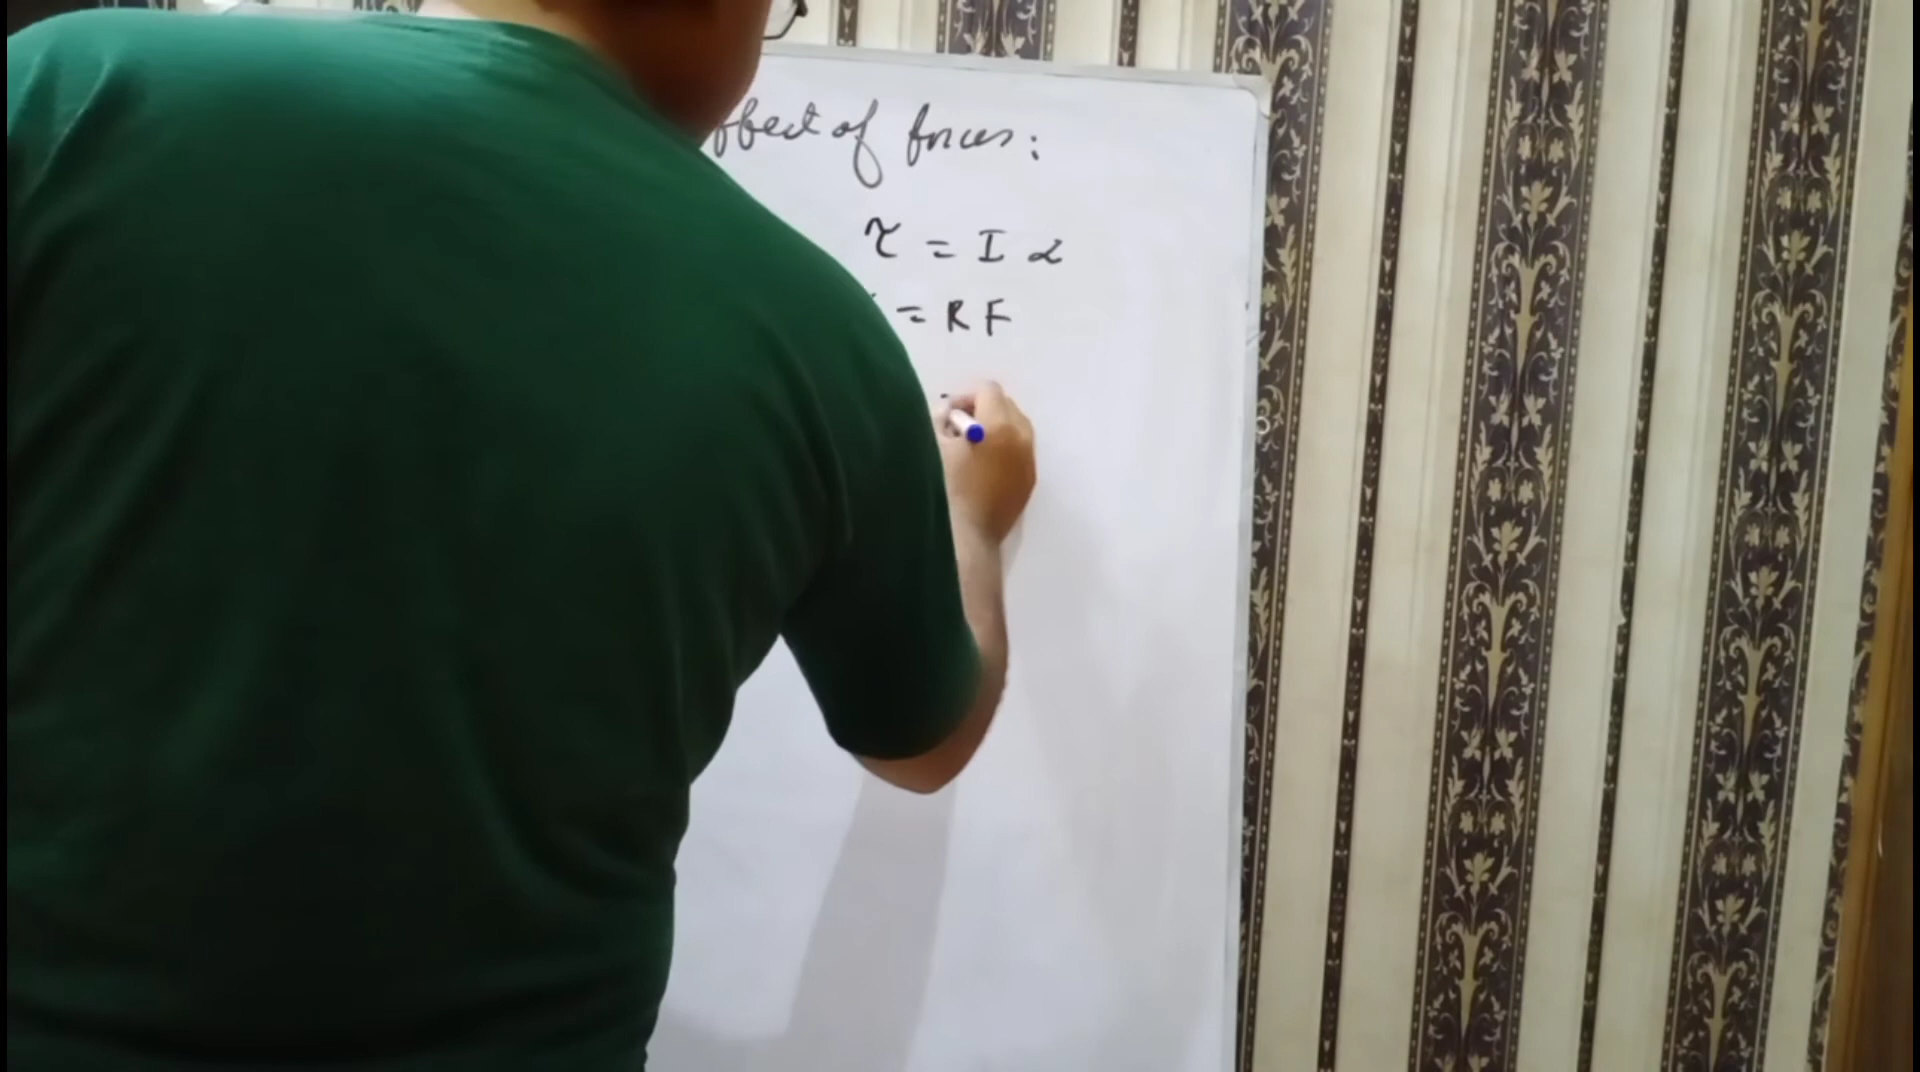 ffect of forces:
τ = I α
= R F